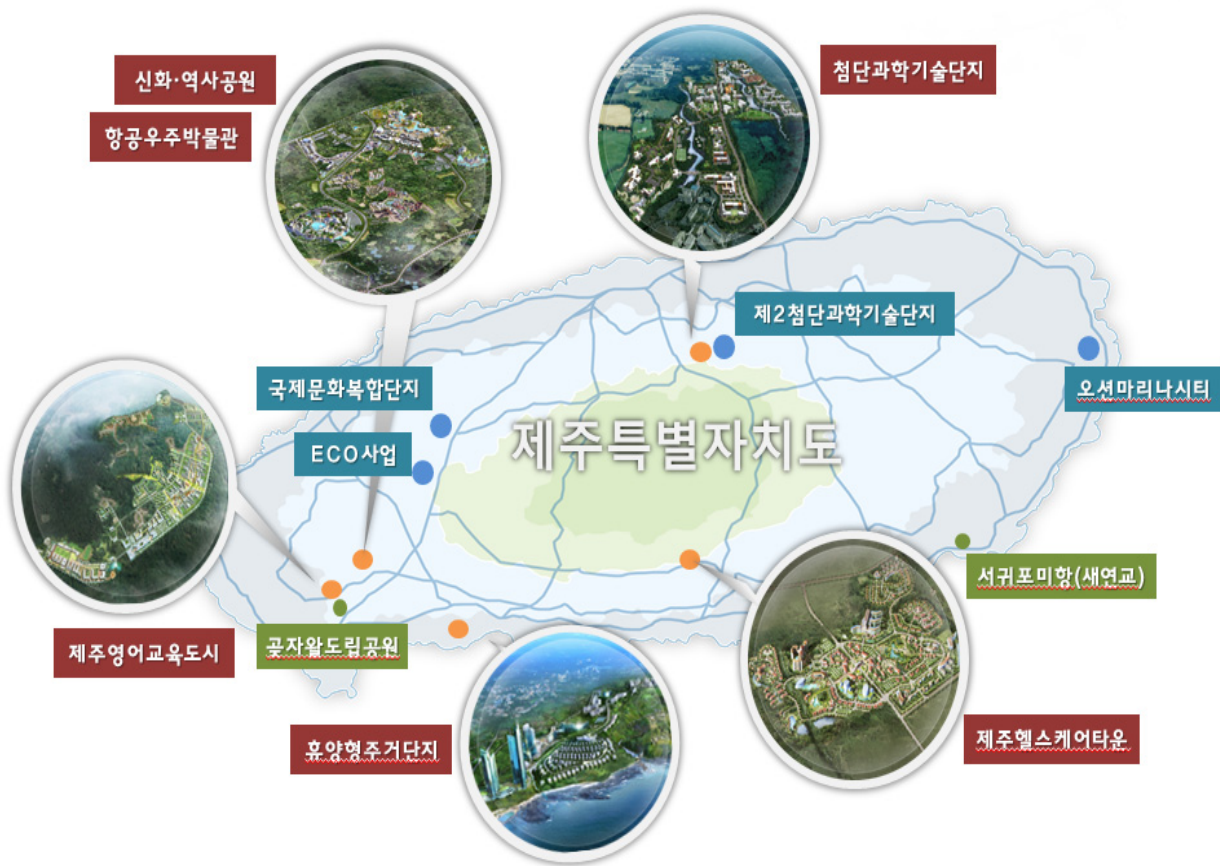 신화·역사공원
항공우주박물관
첨단과학기술단지
제2첨단과학기술단지
국제문화복합단지
오션마리나시티
ECO사업
제주특별자치도
서귀포미항(새연교)
제주영어교육도시
곶자왈도립공원
휴양형주거단지
제주헬스케어타운